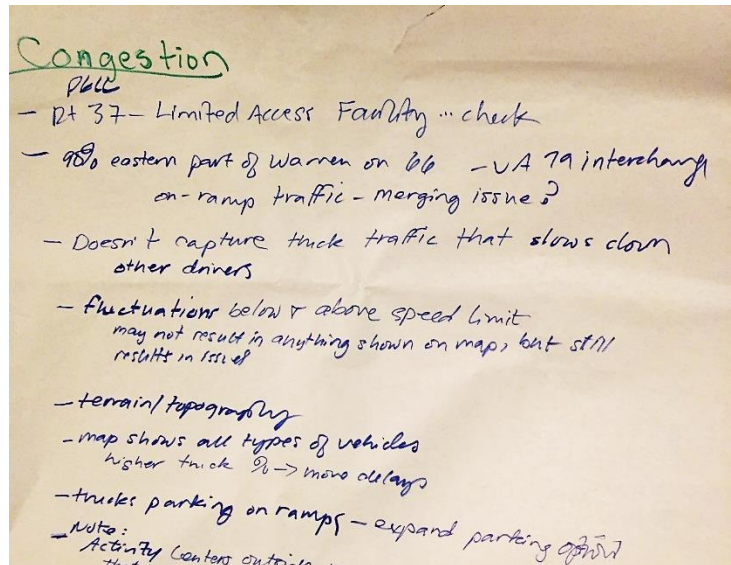 Congestion
- Rt 37 - Limited Access Facility ... check
- 90% eastern part of Warren on 66 - VA 79 interchange
on-ramp traffic - merging issue?
- Doesn't capture truck traffic that slows down
other drivers
- fluctuations below & above speed limit
may not result in anything shown on map, but still
results in issues
- terrain/topography
- map shows all types of vehicles
higher truck % → more delays
- trucks parking on ramps - expand parking options
- Note:
Activity Centers outside